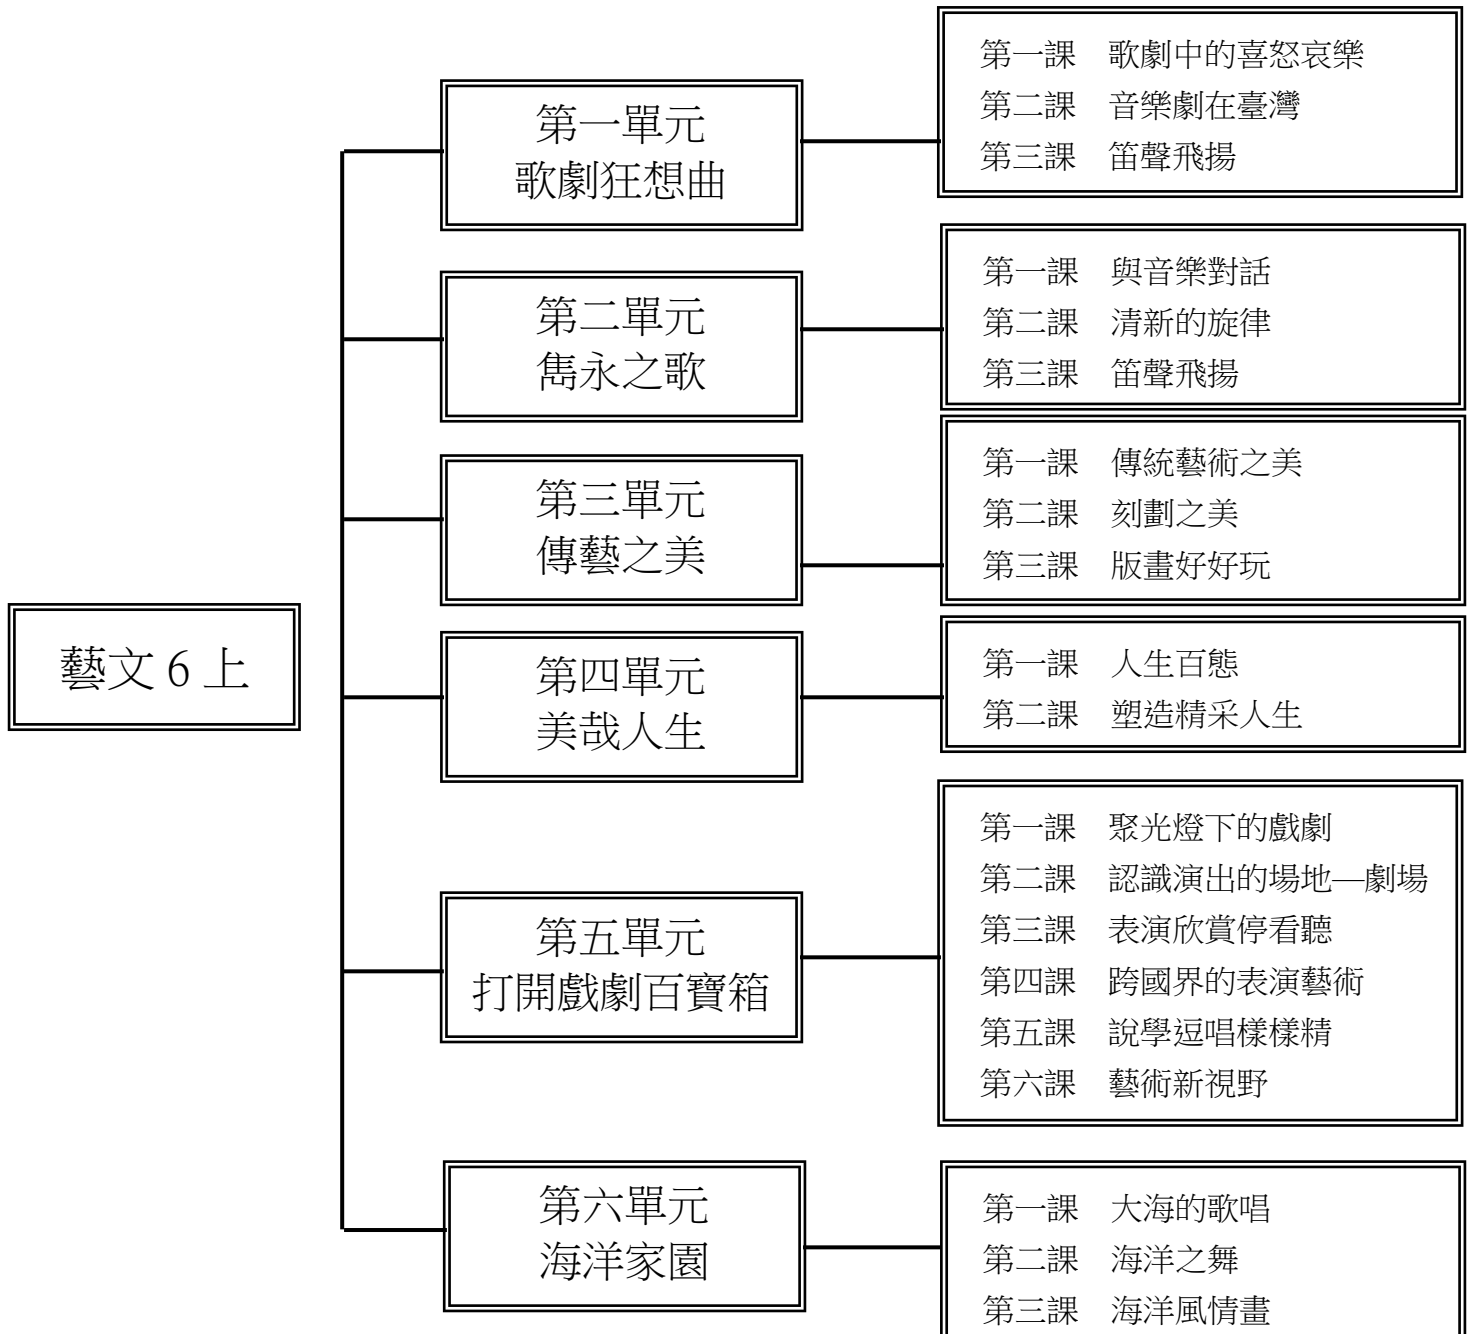 藝文 6 上
第一單元
歌劇狂想曲
第一課　歌劇中的喜怒哀樂
第二課　音樂劇在臺灣
第三課　笛聲飛揚
第二單元
雋永之歌
第一課　與音樂對話
第二課　清新的旋律
第三課　笛聲飛揚
第三單元
傳藝之美
第一課　傳統藝術之美
第二課　刻劃之美
第三課　版畫好好玩
第四單元
美哉人生
第一課　人生百態
第二課　塑造精采人生
第五單元
打開戲劇百寶箱
第一課　聚光燈下的戲劇
第二課　認識演出的場地—劇場
第三課　表演欣賞停看聽
第四課　跨國界的表演藝術
第五課　說學逗唱樣樣精
第六課　藝術新視野
第六單元
海洋家園
第一課　大海的歌唱
第二課　海洋之舞
第三課　海洋風情畫